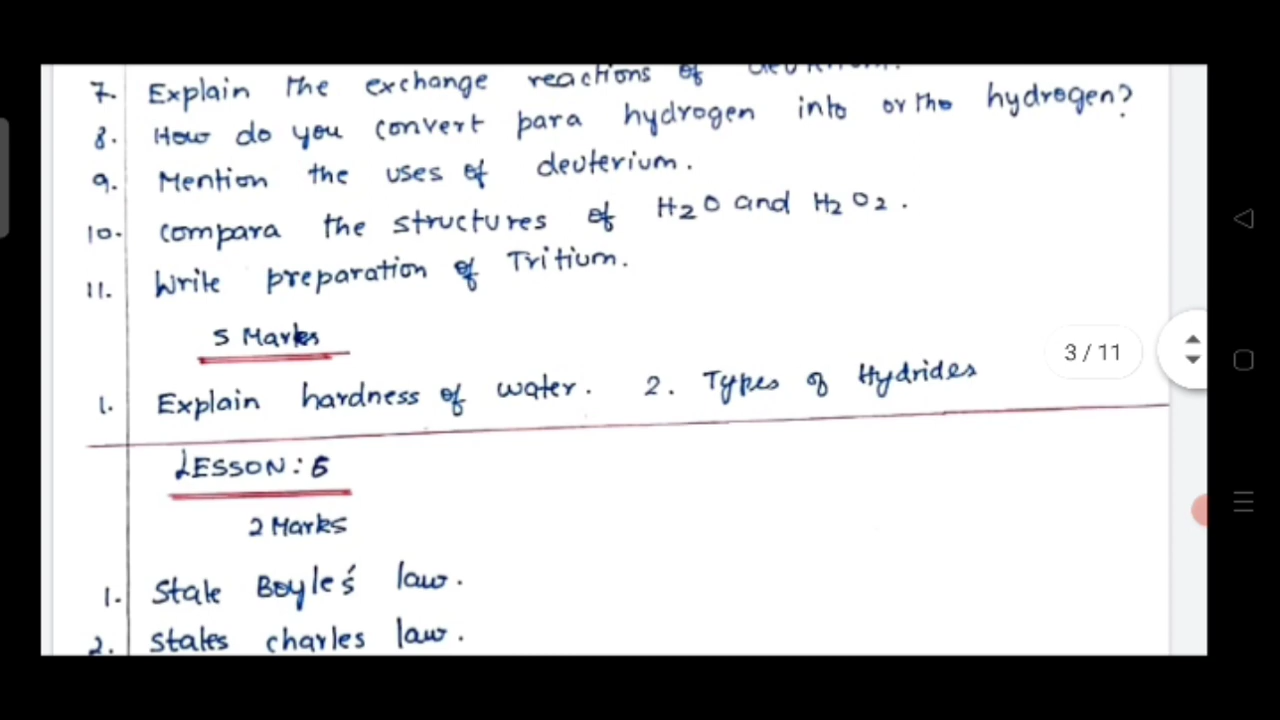 7. Explain the exchange reactions of deuterium.
8. How do you convert para hydrogen into ortho hydrogen?
9. Mention the uses of deuterium.
10. compara the structures of H2O and H2O2.
11. Write preparation of Tritium.
5 Marks
1. Explain hardness of water. 2. Types of Hydrides
3 / 11
LESSON: 6
2 Marks
1. State Boyle's law.
2. States charles law.